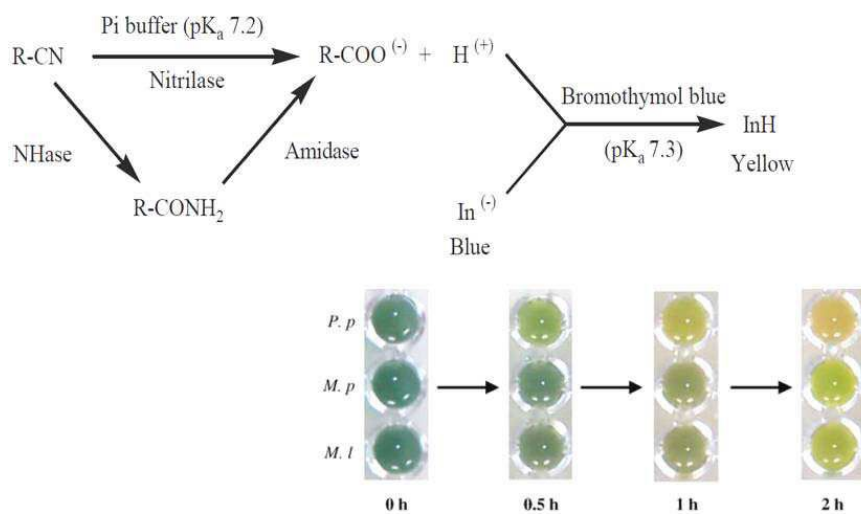 Pi buffer (pKa 7.2)
R-CN
R-COO (-) + H (+)
Nitrilase
Bromothymol blue
NHase
Amidase
InH
(pKa 7.3)
Yellow
R-CONH2
In (-)
Blue
P. p
M. p
M. l
0 h
0.5 h
1 h
2 h